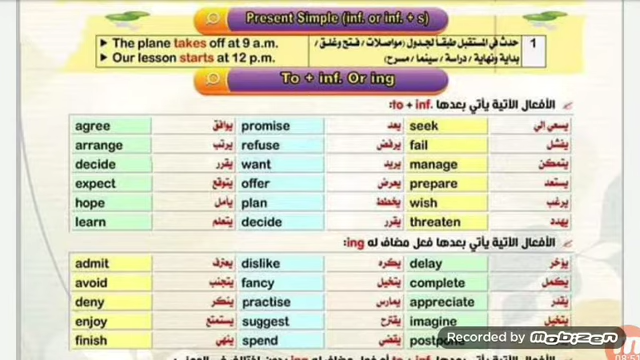 Present Simple (inf. or inf. + s)
1 حدث في المستقبل طبقاً لجدول (مواصلات / فتح وغلق /
▸ The plane takes off at 9 a.m.
بداية ونهاية / دراسة / سينما / مسرح)
▸ Our lesson starts at 12 p.m.
To + inf. Or ing
الأفعال الآتية يأتي بعدها to + inf.:
agree يوافق promise يعد seek يسعى إلي
arrange يرتب refuse يرفض fail يفشل
decide يقرر want يريد manage يتمكن
expect يتوقع offer يعرض prepare يستعد
hope يأمل plan يخطط wish يرغب
learn يتعلم decide يقرر threaten يهدد
الأفعال الآتية يأتي بعدها فعل مضاف له ing:
admit يعترف dislike يكره delay يؤخر
avoid يتجنب fancy يتخيل complete يكمل
deny ينكر practise يمارس appreciate يقدر
enjoy يستمتع suggest يقترح imagine يتخيل
finish ينهي spend يقضي postpone
Recorded by mobizen